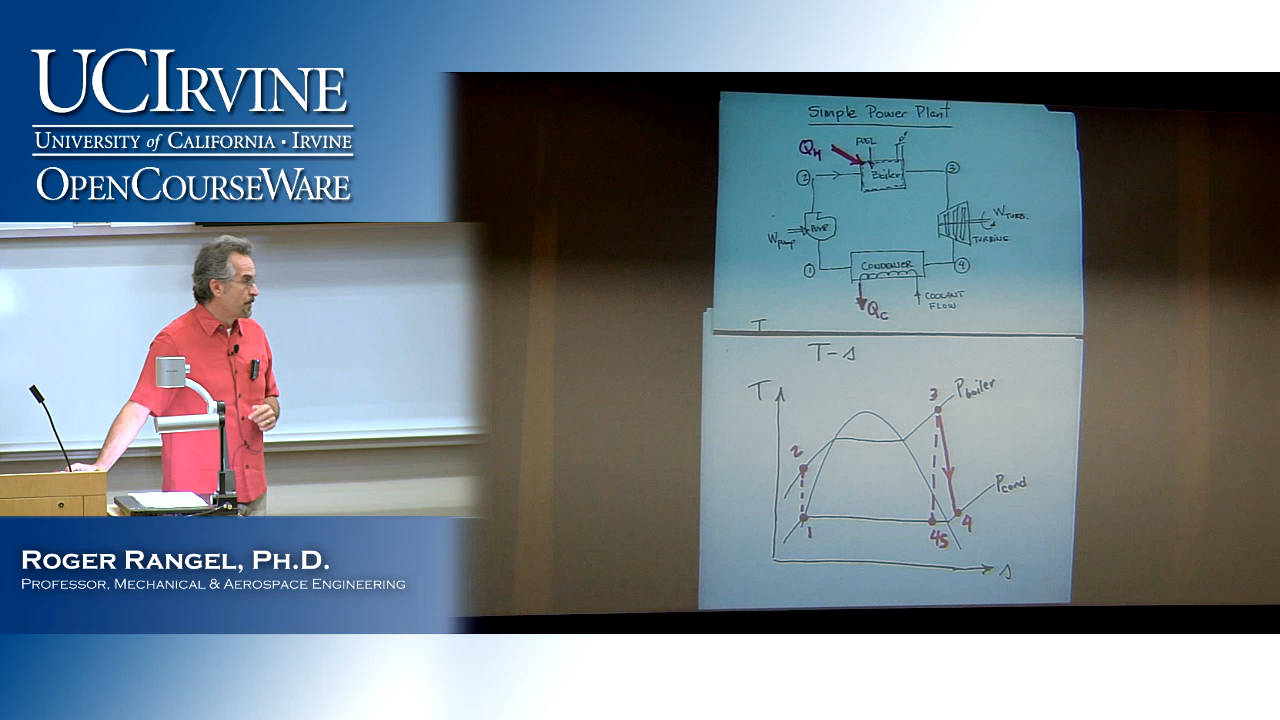 UCIRVINE
UNIVERSITY of CALIFORNIA · IRVINE
OPENCOURSEWARE
ROGER RANGEL, PH.D.
PROFESSOR, MECHANICAL & AEROSPACE ENGINEERING
Simple Power Plant
FUEL
QH
2
Boiler
3
Wpump
PUMP
WTURB.
TURBINE
1
CONDENSER
4
QC
COOLANT
FLOW
T
T-s
T
3
Pboiler
2
Pcond
1
4s
4
s